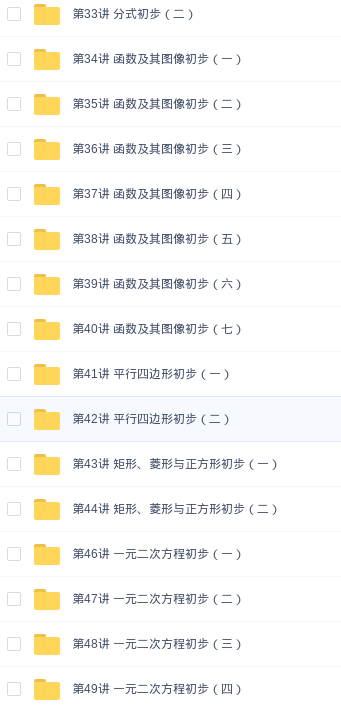 第33讲 分式初步（二）
第34讲 函数及其图像初步（一）
第35讲 函数及其图像初步（二）
第36讲 函数及其图像初步（三）
第37讲 函数及其图像初步（四）
第38讲 函数及其图像初步（五）
第39讲 函数及其图像初步（六）
第40讲 函数及其图像初步（七）
第41讲 平行四边形初步（一）
第42讲 平行四边形初步（二）
第43讲 矩形、菱形与正方形初步（一）
第44讲 矩形、菱形与正方形初步（二）
第46讲 一元二次方程初步（一）
第47讲 一元二次方程初步（二）
第48讲 一元二次方程初步（三）
第49讲 一元二次方程初步（四）